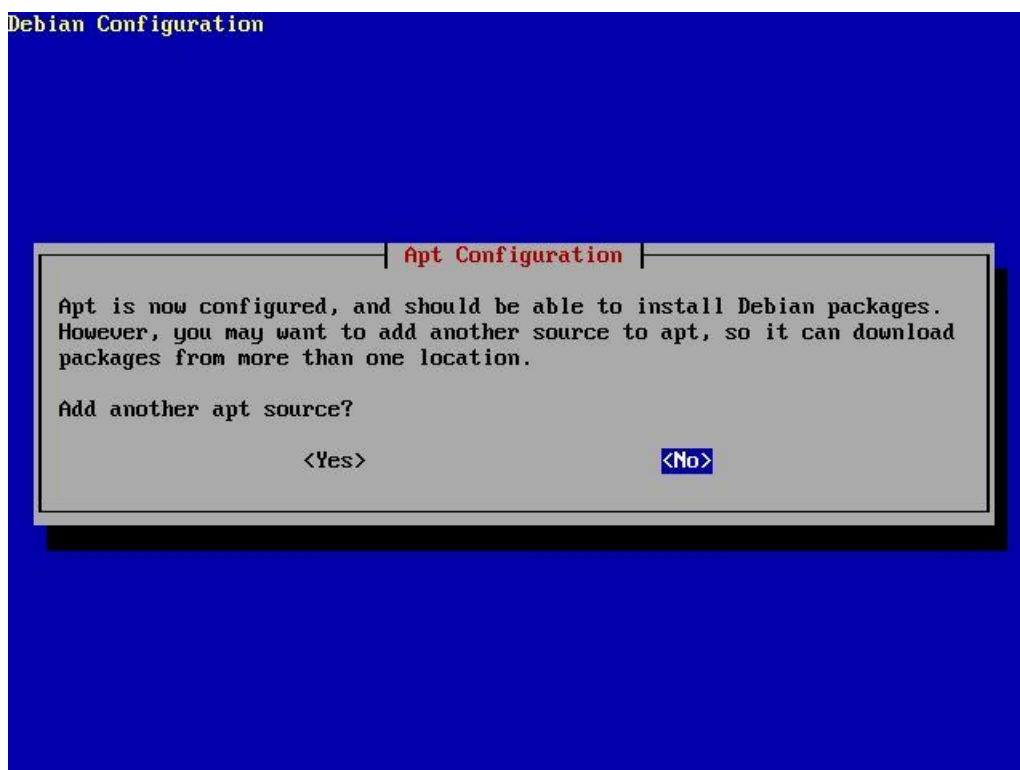 Debian Configuration
Apt Configuration
Apt is now configured, and should be able to install Debian packages.
However, you may want to add another source to apt, so it can download
packages from more than one location.
Add another apt source?
<Yes> <No>